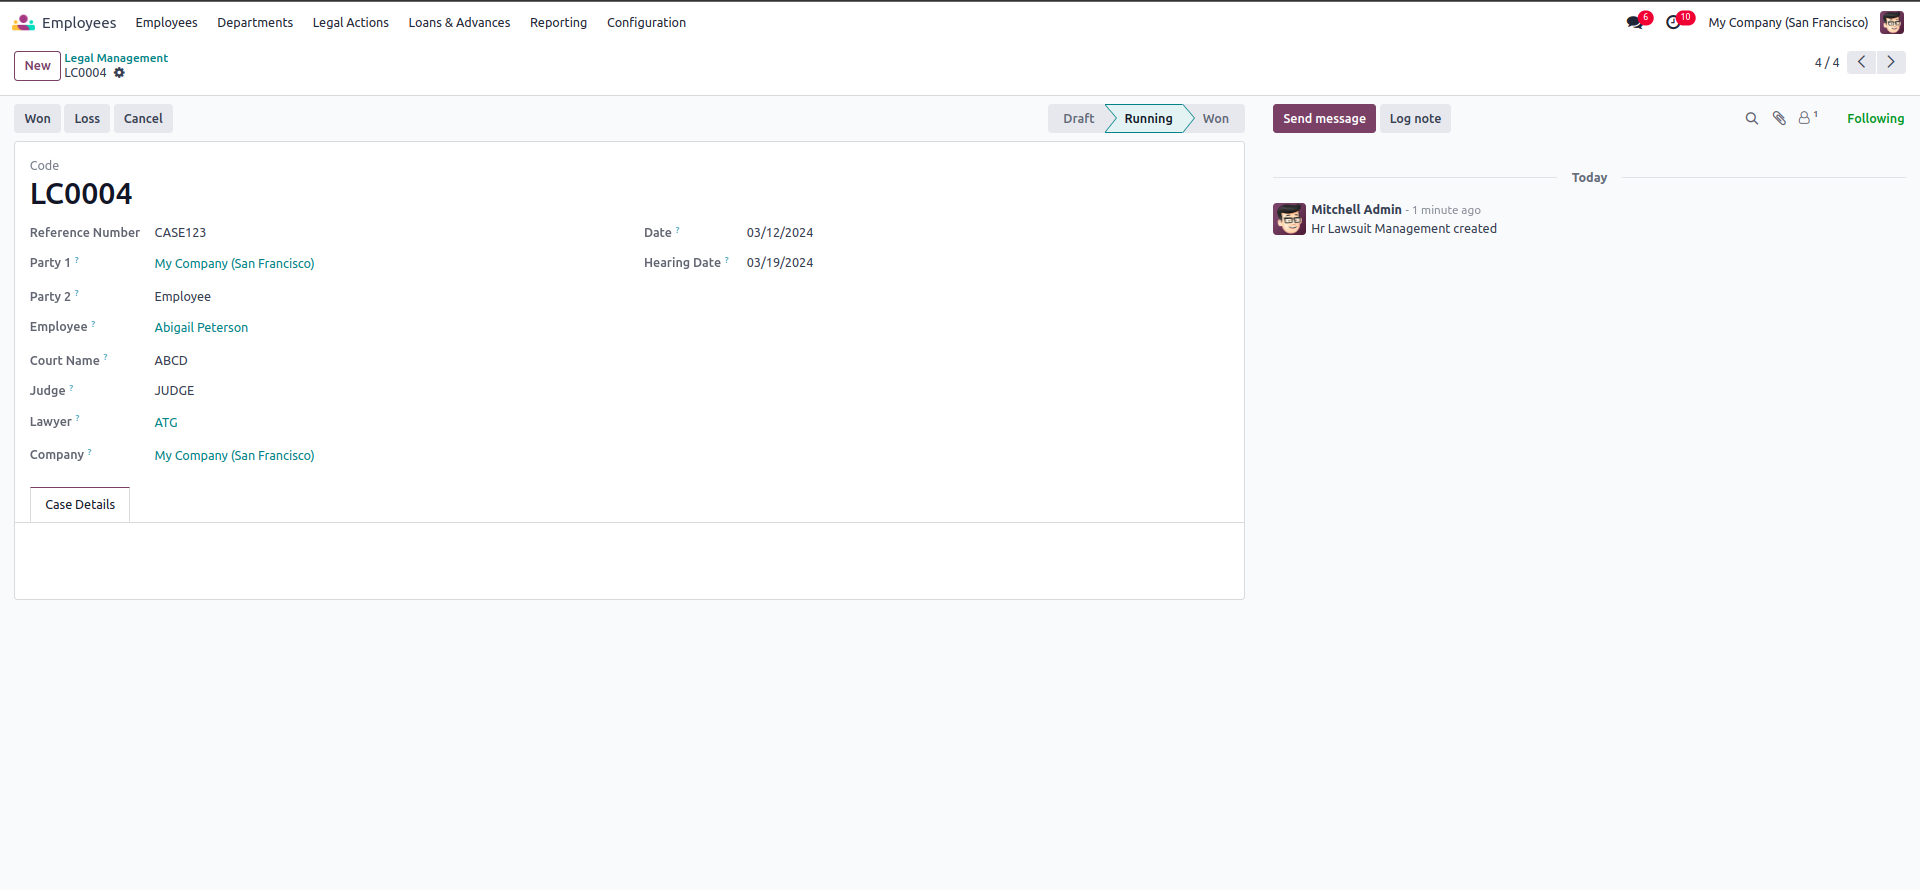 Employees Employees Departments Legal Actions Loans & Advances Reporting Configuration 6 10 My Company (San Francisco)
New Legal Management
LC0004 4 / 4
Won Loss Cancel Draft Running Won Send message Log note 1 Following
Code
LC0004
Today
Mitchell Admin - 1 minute ago
Hr Lawsuit Management created
Reference Number CASE123 Date ? 03/12/2024
Party 1 ? My Company (San Francisco) Hearing Date ? 03/19/2024
Party 2 ? Employee
Employee ? Abigail Peterson
Court Name ? ABCD
Judge ? JUDGE
Lawyer ? ATG
Company ? My Company (San Francisco)
Case Details